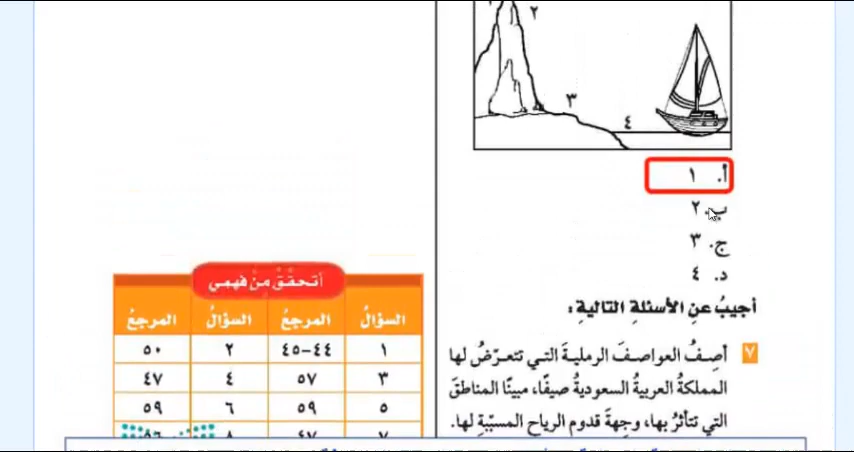 ٢
٣
٤
أ. ١
ب. ٢
ج. ٣
د. ٤
أجيبُ عنِ الأسئلةِ التاليةِ:
٧ أصِفُ العواصفَ الرمليةَ التي تتعرّضُ لها
المملكةُ العربيةُ السعوديةُ صيفًا، مبينًا المناطقَ
التي تتأثرُ بها، وجهةَ قدومِ الرياحِ المسبّبةِ لها.
أتحقّقُ منْ فهمي
السؤالُ المرجعُ السؤالُ المرجعُ
١ ٤٤-٤٥ ٢ ٥٠
٣ ٥٧ ٤ ٤٧
٥ ٥٩ ٦ ٥٩
٧ ٤٧ ٨ ٥٦